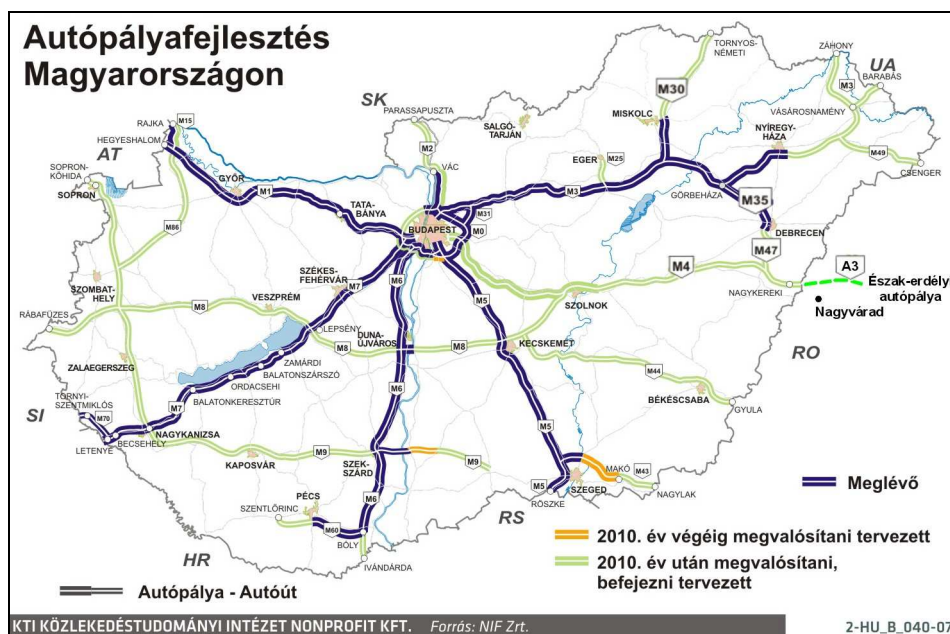 Autópályafejlesztés
Magyarországon
TORNYOS-
NÉMETI
ZÁHONY
UA
BARABÁS
M3
M30
SK
PARASSAPUSZTA
SALGÓ-
TARJÁN
MISKOLC
VÁSÁROSNAMÉNY
RAJKA
M15
HEGYESHALOM
AT
M2
VÁC
EGER
M25
NYÍREGY-
HÁZA
M49
CSENGER
SOPRON-
KŐHIDA
SOPRON
GYŐR
M1
M3
GÖRBEHÁZA
M35
TATA-
BÁNYA
M31
BUDAPEST
M0
DEBRECEN
M86
M47
SZOMBAT-
HELY
SZÉKES-
FEHÉRVÁR
M7
M6
M4
A3
Észak-erdély
autópálya
NAGYKEREKI
Nagyvárad
VESZPRÉM
M8
M5
SZOLNOK
RÁBAFÜZES
LEPSÉNY
DUNA-
ÚJVÁROS
M8
M8
KECSKEMÉT
RO
ZALAEGERSZEG
ZAMÁRDI
BALATONSZÁRSZÓ
ORDACSEHI
BALATONKERESZTÚR
M44
BÉKÉSCSABA
GYULA
M6
TORNYI-
SZENTMIKLÓS
SI
M70
M7
LETENYE
BECSEHELY
NAGYKANIZSA
M5
M9
KAPOSVÁR
SZEK-
SZÁRD
M9
MAKÓ
M43
M5
SZEGED
NAGYLAK
RÖSZKE
Meglévő
PÉCS
SZENTLŐRINC
M6
M60
BÓLY
RS
HR
IVÁNDÁRDA
2010. év végéig megvalósítani tervezett
2010. év után megvalósítani,
befejezni tervezett
Autópálya - Autóút
KTI KÖZLEKEDÉSTUDOMÁNYI INTÉZET NONPROFIT KFT. Forrás: NIF Zrt.
2-HU_B_040-07